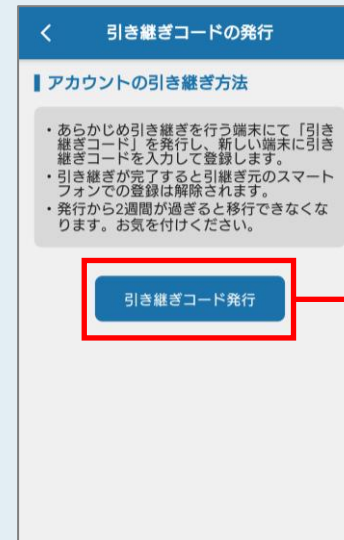 引き継ぎコードの発行
アカウントの引き継ぎ方法
・あらかじめ引き継ぎを行う端末にて「引き
継ぎコード」を発行し、新しい端末に引き
継ぎコードを入力して登録します。
・引き継ぎが完了すると引継ぎ元のスマート
フォンでの登録は解除されます。
・発行から2週間が過ぎると移行できなくな
ります。お気を付けください。
引き継ぎコード発行